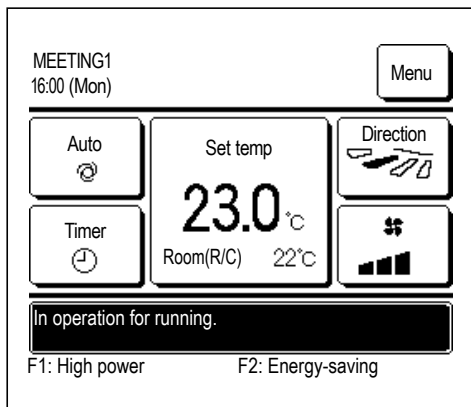 MEETING1
16:00 (Mon)
Menu
Auto
Set temp
Direction
23.0 °C
Timer
Room(R/C) 22°C
In operation for running.
F1: High power F2: Energy-saving